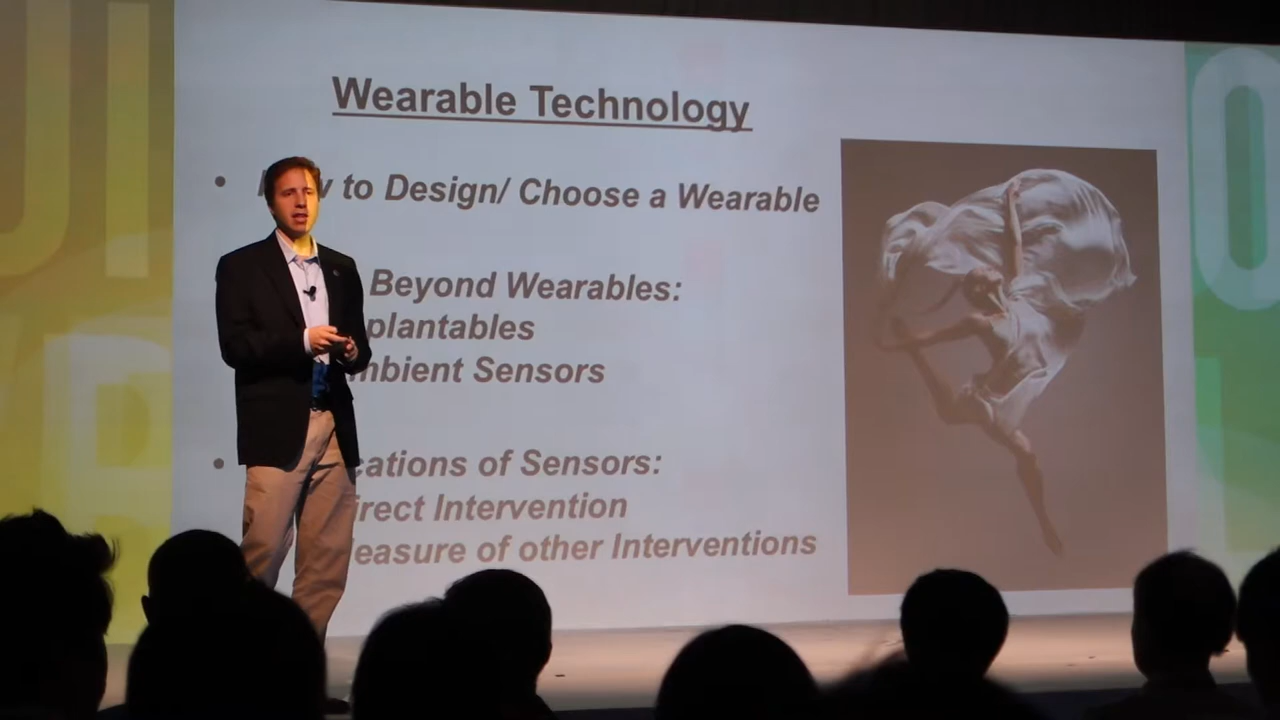 Wearable Technology
• to Design/ Choose a Wearable
Beyond Wearables:
plantables
mbient Sensors
• cations of Sensors:
irect Intervention
easure of other Interventions